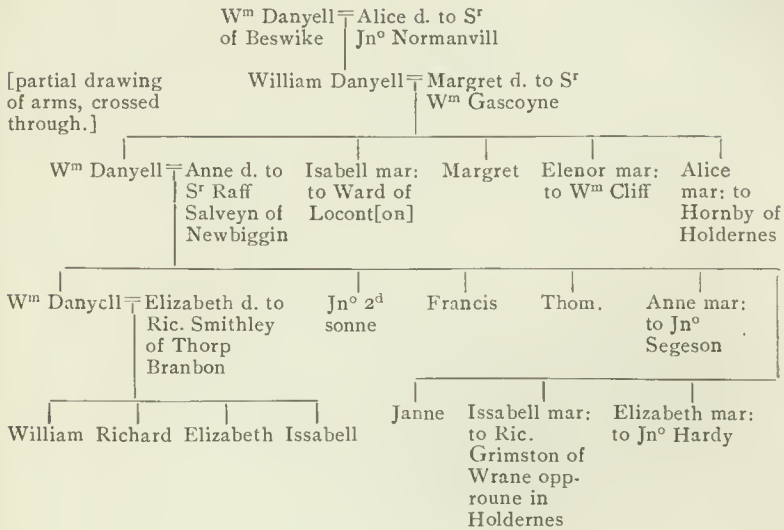 Wᵐ Danyell Alice d. to Sʳ
of Beswike Jnᵒ Normanvill
[partial drawing
of arms, crossed
through.]
William Danyell Margret d. to Sʳ
Wᵐ Gascoyne
Wᵐ Danyell Anne d. to
Sʳ Raff
Salveyn of
Newbiggin
Isabell mar:
to Ward of
Locont[on]
Margret
Elenor mar:
to Wᵐ Cliff
Alice
mar: to
Hornby of
Holdernes
Wᵐ Danyell Elizabeth d. to
Ric. Smithley
of Thorp
Branbon
Jnᵒ 2ᵈ
sonne
Francis
Thom.
Anne mar:
to Jnᵒ
Segeson
William Richard Elizabeth Issabell
Janne
Issabell mar:
to Ric.
Grimston of
Wrane opp-
roune in
Holdernes
Elizabeth mar:
to Jnᵒ Hardy